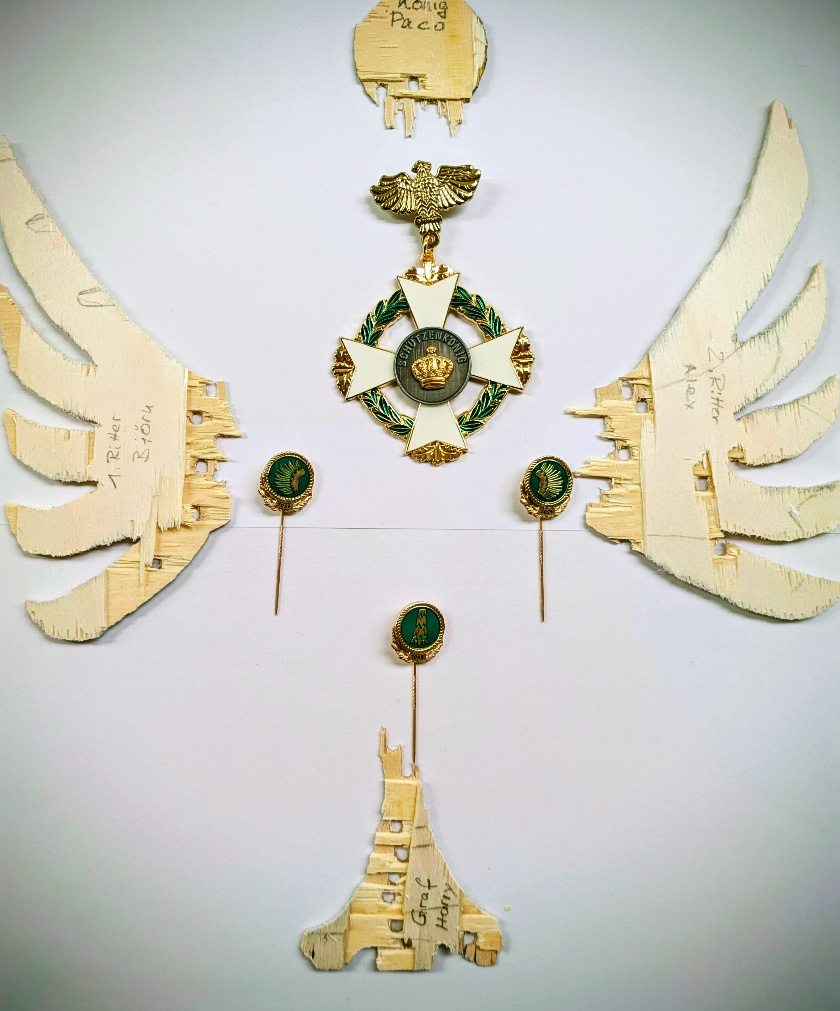 König
Paco
SCHÜTZENKÖNIG
1. Ritter
Björn
2. Ritter
Alex
Graf
Harry